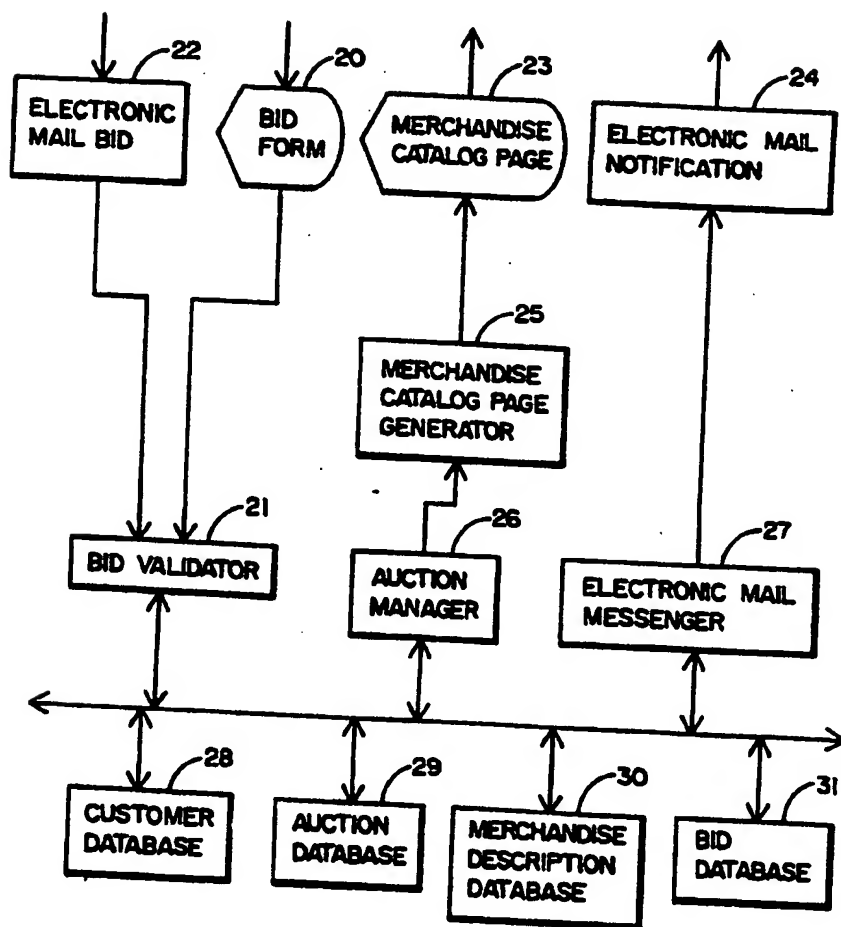 22
20
23
24
ELECTRONIC
MAIL BID
BID
FORM
MERCHANDISE
CATALOG PAGE
ELECTRONIC MAIL
NOTIFICATION
25
MERCHANDISE
CATALOG PAGE
GENERATOR
21
BID VALIDATOR
26
AUCTION
MANAGER
27
ELECTRONIC MAIL
MESSENGER
28
CUSTOMER
DATABASE
29
AUCTION
DATABASE
30
MERCHANDISE
DESCRIPTION
DATABASE
31
BID
DATABASE